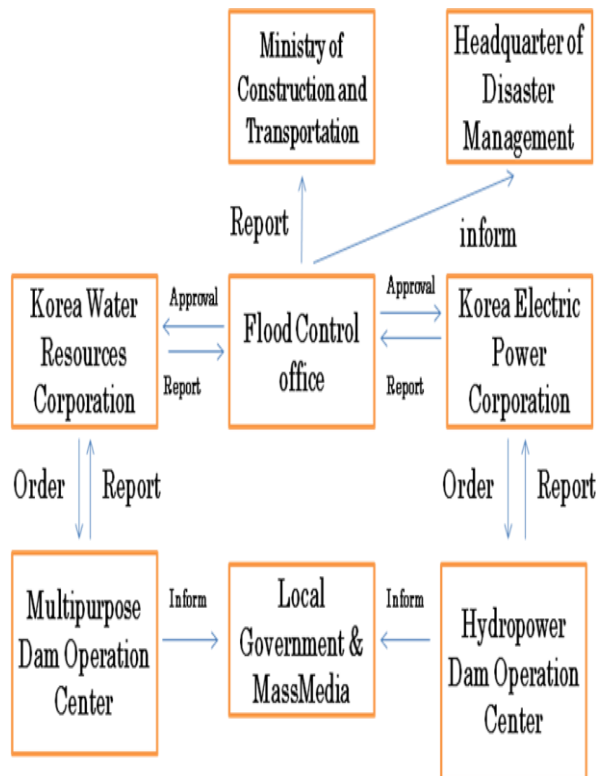 Ministry of
Construction and
Transportation
Headquarter of
Disaster
Management
Report
inform
Korea Water
Resources
Corporation
Approval
Report
Flood Control
office
Approval
Report
Korea Electric
Power
Corporation
Order
Report
Order
Report
Multipurpose
Dam Operation
Center
Inform
Local
Government &
MassMedia
Inform
Hydropower
Dam Operation
Center